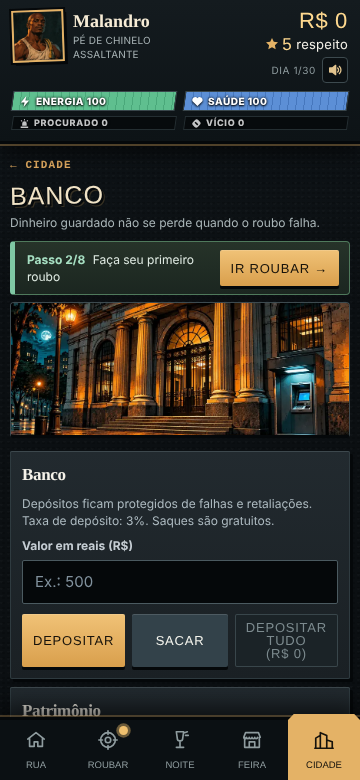 Malandro
PÉ DE CHINELO
ASSALTANTE
R$ 0
5 respeito
DIA 1/30
ENERGIA 100
SAÚDE 100
PROCURADO 0
VÍCIO 0
← CIDADE
BANCO
Dinheiro guardado não se perde quando o roubo falha.
Passo 2/8 Faça seu primeiro
roubo
IR ROUBAR →
Banco
Depósitos ficam protegidos de falhas e retaliações.
Taxa de depósito: 3%. Saques são gratuitos.
Valor em reais (R$)
Ex.: 500
DEPOSITAR
SACAR
DEPOSITAR
TUDO
(R$ 0)
Patrimônio
RUA
ROUBAR
NOITE
FEIRA
CIDADE